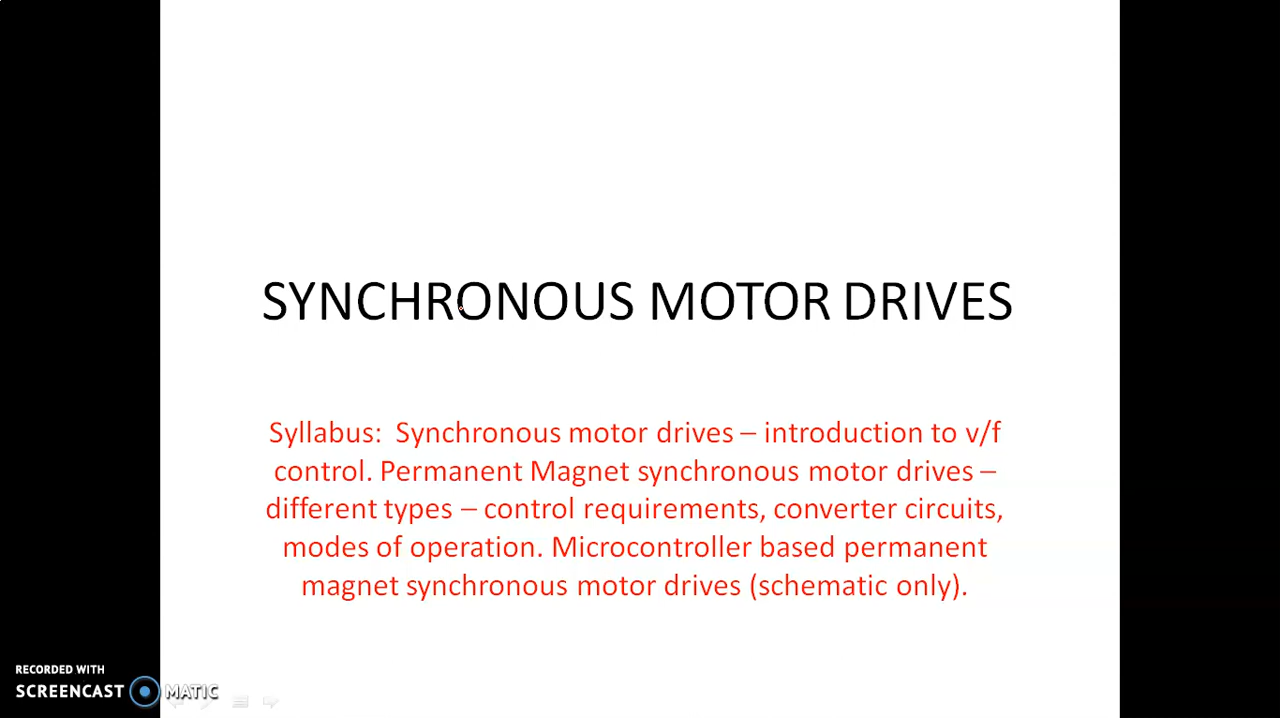 SYNCHRONOUS MOTOR DRIVES
Syllabus: Synchronous motor drives – introduction to v/f
control. Permanent Magnet synchronous motor drives –
different types – control requirements, converter circuits,
modes of operation. Microcontroller based permanent
magnet synchronous motor drives (schematic only).
RECORDED WITH
SCREENCAST MATIC